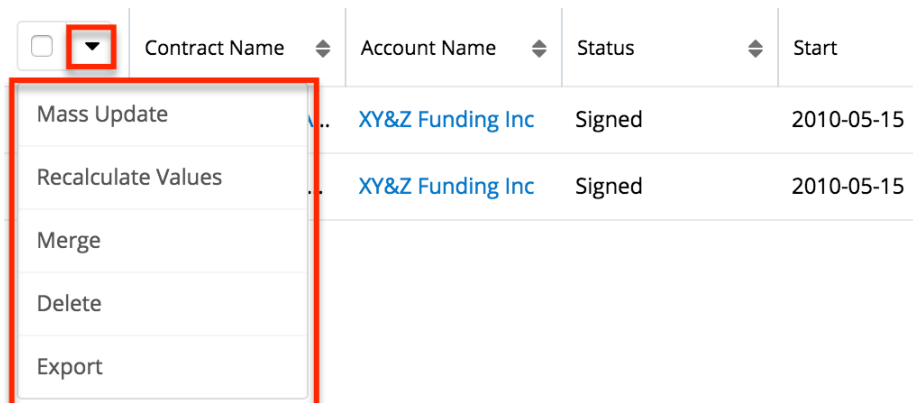 Contract Name Account Name Status Start
Mass Update
XY&Z Funding Inc Signed 2010-05-15
Recalculate Values
XY&Z Funding Inc Signed 2010-05-15
Merge
Delete
Export